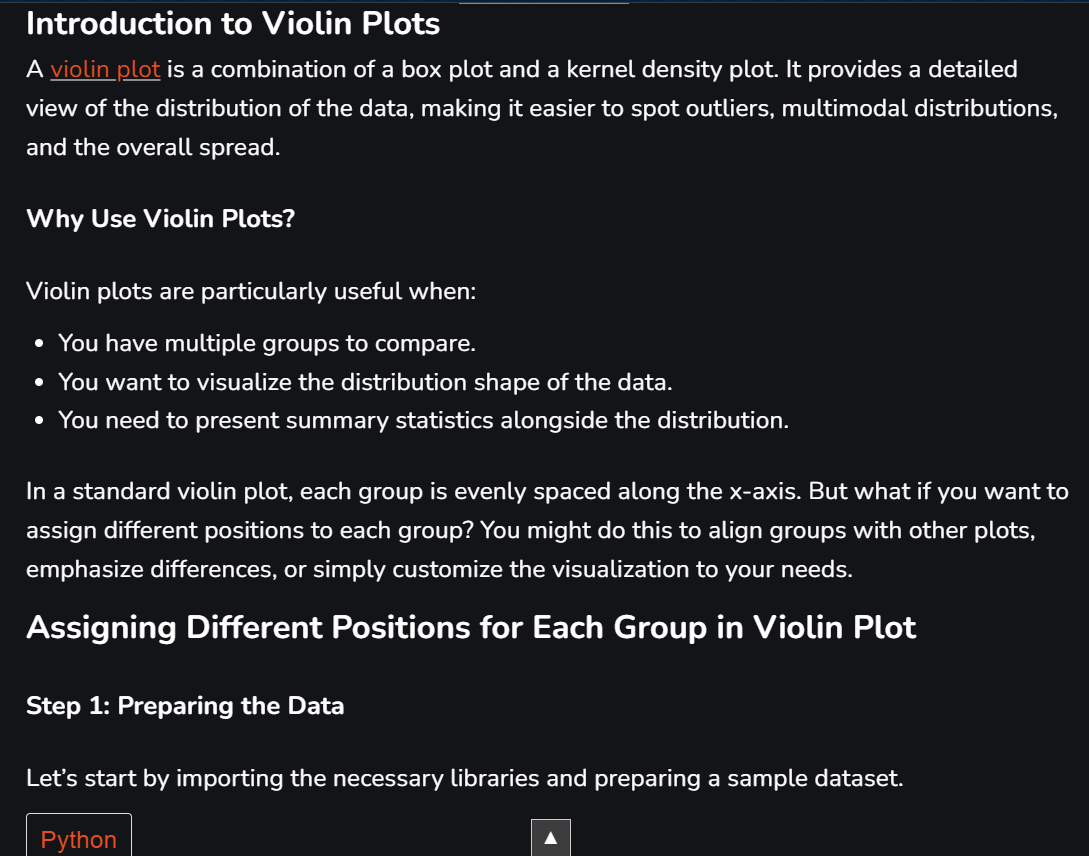 Introduction to Violin Plots
A violin plot is a combination of a box plot and a kernel density plot. It provides a detailed
view of the distribution of the data, making it easier to spot outliers, multimodal distributions,
and the overall spread.
Why Use Violin Plots?
Violin plots are particularly useful when:
• You have multiple groups to compare.
• You want to visualize the distribution shape of the data.
• You need to present summary statistics alongside the distribution.
In a standard violin plot, each group is evenly spaced along the x-axis. But what if you want to
assign different positions to each group? You might do this to align groups with other plots,
emphasize differences, or simply customize the visualization to your needs.
Assigning Different Positions for Each Group in Violin Plot
Step 1: Preparing the Data
Let’s start by importing the necessary libraries and preparing a sample dataset.
Python